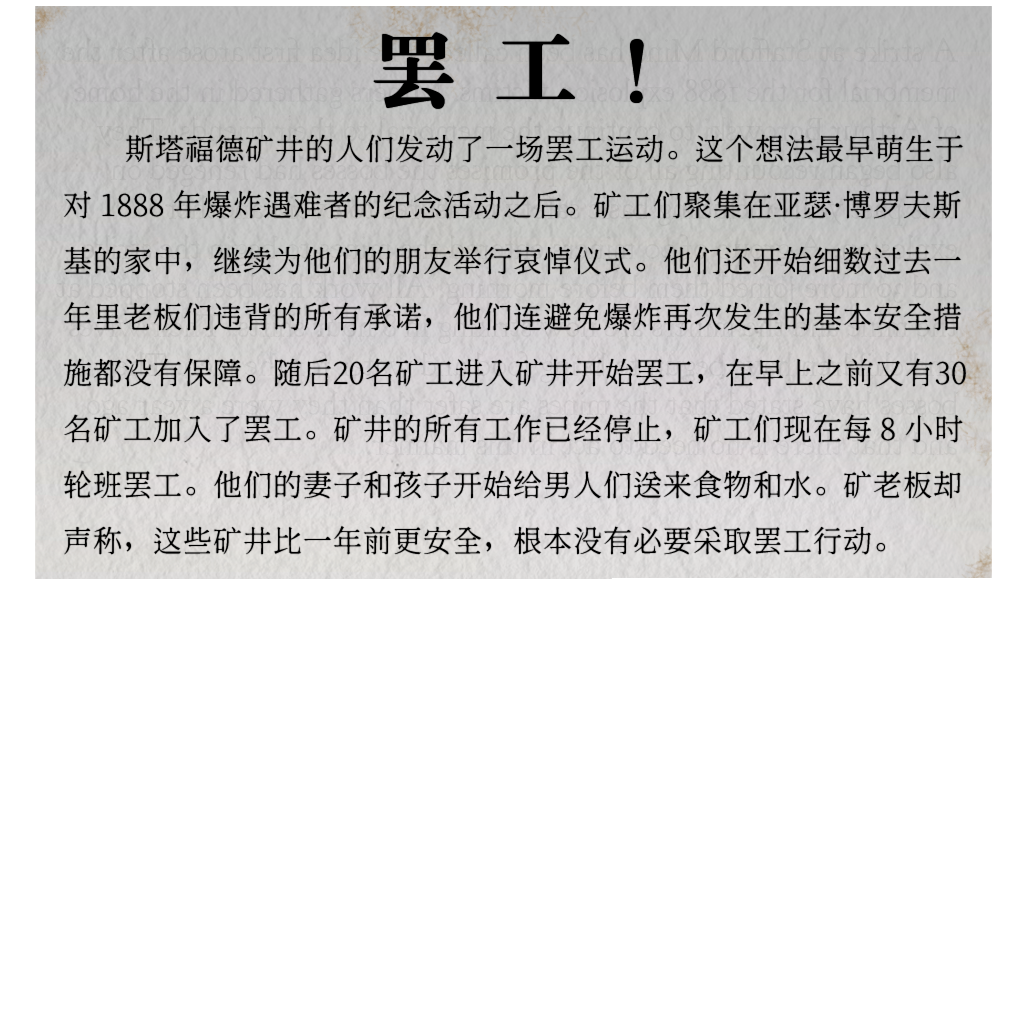 罢 工！
斯塔福德矿井的人们发动了一场罢工运动。这个想法最早萌生于
对 1888 年爆炸遇难者的纪念活动之后。矿工们聚集在亚瑟·博罗夫斯
基的家中，继续为他们的朋友举行哀悼仪式。他们还开始细数过去一
年里老板们违背的所有承诺，他们连避免爆炸再次发生的基本安全措
施都没有保障。随后20名矿工进入矿井开始罢工，在早上之前又有30
名矿工加入了罢工。矿井的所有工作已经停止，矿工们现在每 8 小时
轮班罢工。他们的妻子和孩子开始给男人们送来食物和水。矿老板却
声称，这些矿井比一年前更安全，根本没有必要采取罢工行动。